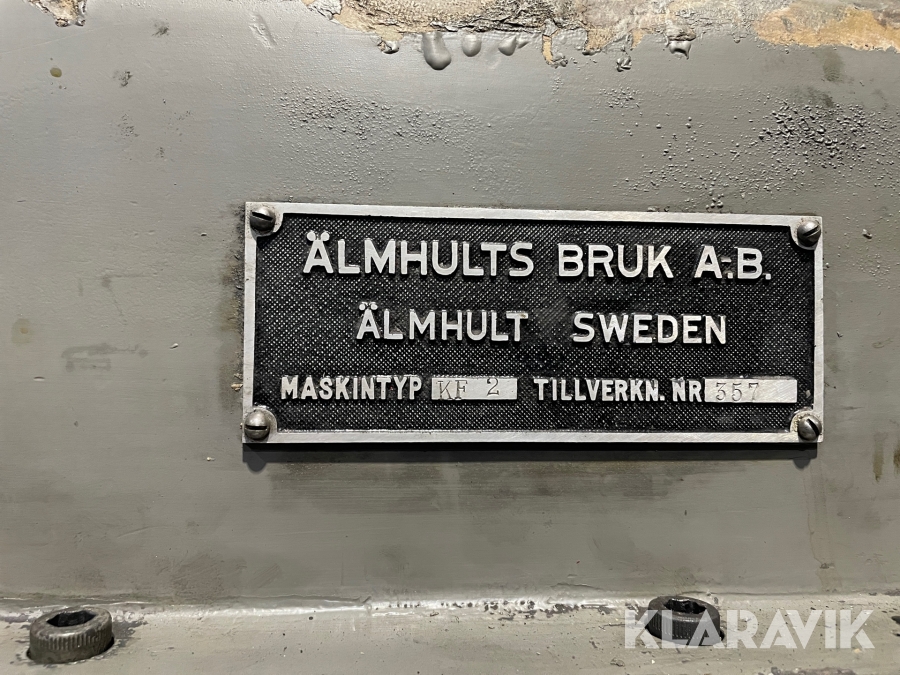 ÄLMHULTS BRUK A.-B.
ÄLMHULT SWEDEN
MASKINTYP KF 2 TILLVERKN. NR 357
KLARAVIK